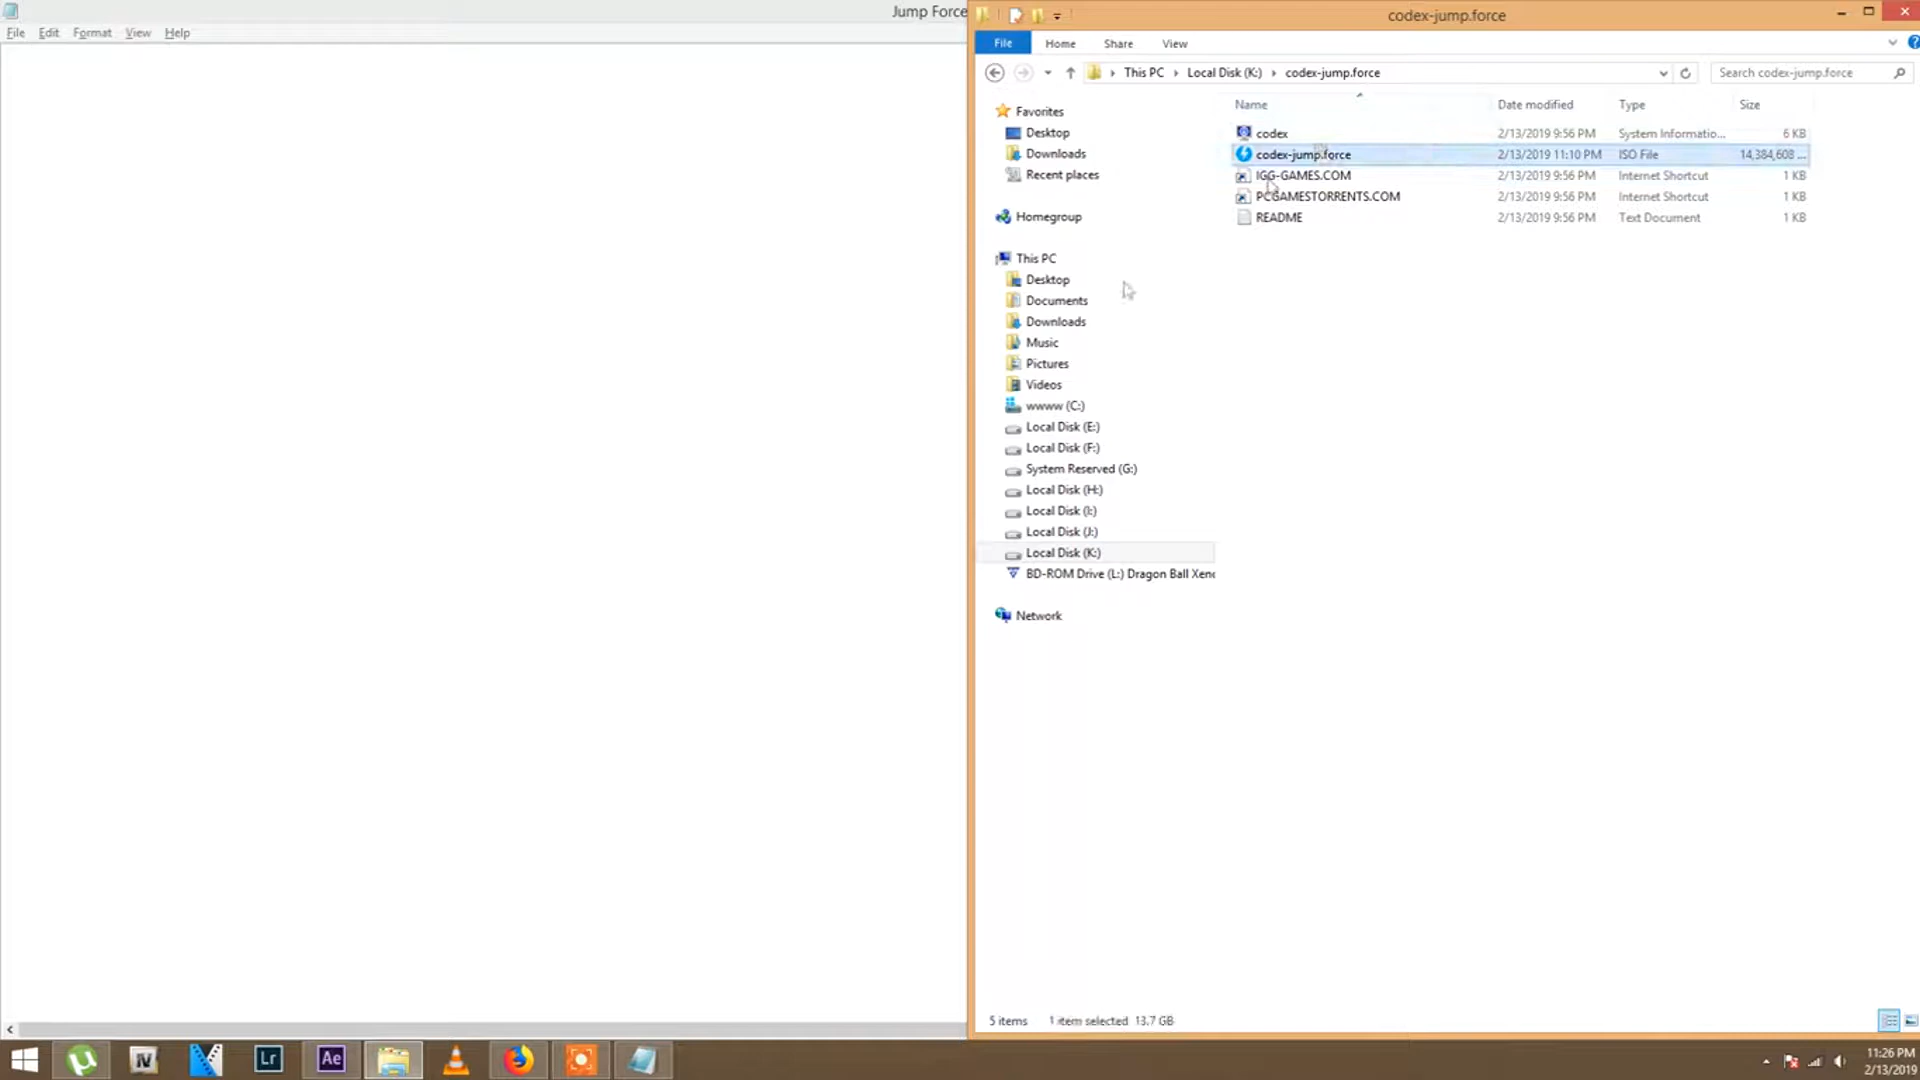 Jump Force
File Edit Format View Help
codex-jump.force
File Home Share View
This PC Local Disk (K:) codex-jump.force
Search codex-jump.force
Name Date modified Type Size
codex 2/13/2019 9:56 PM System Informatio... 6 KB
codex-jump.force 2/13/2019 11:10 PM ISO File 14,384,608 ...
IGG-GAMES.COM 2/13/2019 9:56 PM Internet Shortcut 1 KB
PCGAMESTORRENTS.COM 2/13/2019 9:56 PM Internet Shortcut 1 KB
README 2/13/2019 9:56 PM Text Document 1 KB
Favorites
Desktop
Downloads
Recent places
Homegroup
This PC
Desktop
Documents
Downloads
Music
Pictures
Videos
wwww (C:)
Local Disk (E:)
Local Disk (F:)
System Reserved (G:)
Local Disk (H:)
Local Disk (I:)
Local Disk (J:)
Local Disk (K:)
BD-ROM Drive (L:) Dragon Ball Xeno
Network
5 items 1 item selected 13.7 GB
Lr Ae
11:26 PM
2/13/2019